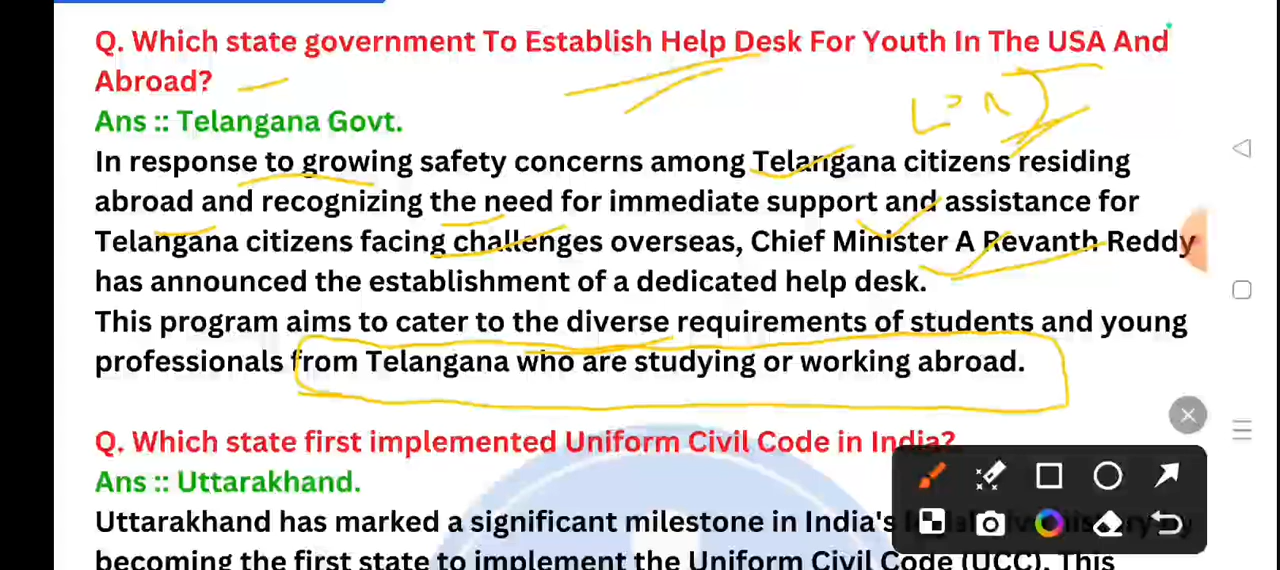 Q. Which state government To Establish Help Desk For Youth In The USA And
Abroad?
Ans :: Telangana Govt.
In response to growing safety concerns among Telangana citizens residing
abroad and recognizing the need for immediate support and assistance for
Telangana citizens facing challenges overseas, Chief Minister A Revanth Reddy
has announced the establishment of a dedicated help desk.
This program aims to cater to the diverse requirements of students and young
professionals from Telangana who are studying or working abroad.
Q. Which state first implemented Uniform Civil Code in India?
Ans :: Uttarakhand.
Uttarakhand has marked a significant milestone in India's
becoming the first state to implement the Uniform Civil Code (UCC). This